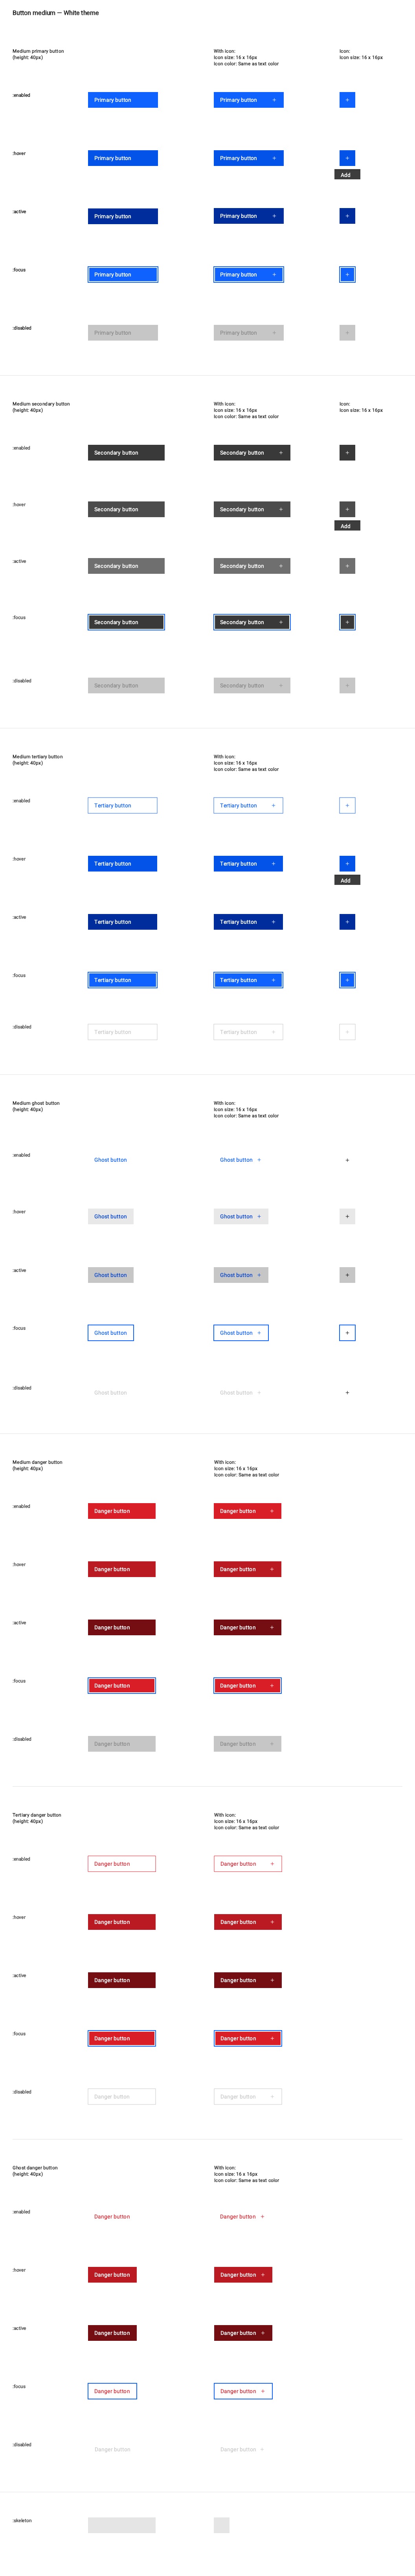 Button medium — White theme
Medium primary button
(height: 40px)
With icon:
Icon size: 16 x 16px
Icon color: Same as text color
Icon:
Icon size: 16 x 16px
:enabled
Primary button
Primary button
:hover
Primary button
Primary button
Add
:active
Primary button
Primary button
:focus
Primary button
Primary button
:disabled
Primary button
Primary button
Medium secondary button
(height: 40px)
With icon:
Icon size: 16 x 16px
Icon color: Same as text color
Icon:
Icon size: 16 x 16px
:enabled
Secondary button
Secondary button
:hover
Secondary button
Secondary button
Add
:active
Secondary button
Secondary button
:focus
Secondary button
Secondary button
:disabled
Secondary button
Secondary button
Medium tertiary button
(height: 40px)
With icon:
Icon size: 16 x 16px
Icon color: Same as text color
:enabled
Tertiary button
Tertiary button
:hover
Tertiary button
Tertiary button
Add
:active
Tertiary button
Tertiary button
:focus
Tertiary button
Tertiary button
:disabled
Tertiary button
Tertiary button
Medium ghost button
(height: 40px)
With icon:
Icon size: 16 x 16px
Icon color: Same as text color
:enabled
Ghost button
Ghost button
:hover
Ghost button
Ghost button
:active
Ghost button
Ghost button
:focus
Ghost button
Ghost button
:disabled
Ghost button
Ghost button
Medium danger button
(height: 40px)
With icon:
Icon size: 16 x 16px
Icon color: Same as text color
:enabled
Danger button
Danger button
:hover
Danger button
Danger button
:active
Danger button
Danger button
:focus
Danger button
Danger button
:disabled
Danger button
Danger button
Tertiary danger button
(height: 40px)
With icon:
Icon size: 16 x 16px
Icon color: Same as text color
:enabled
Danger button
Danger button
:hover
Danger button
Danger button
:active
Danger button
Danger button
:focus
Danger button
Danger button
:disabled
Danger button
Danger button
Ghost danger button
(height: 40px)
With icon:
Icon size: 16 x 16px
Icon color: Same as text color
:enabled
Danger button
Danger button
:hover
Danger button
Danger button
:active
Danger button
Danger button
:focus
Danger button
Danger button
:disabled
Danger button
Danger button
:skeleton